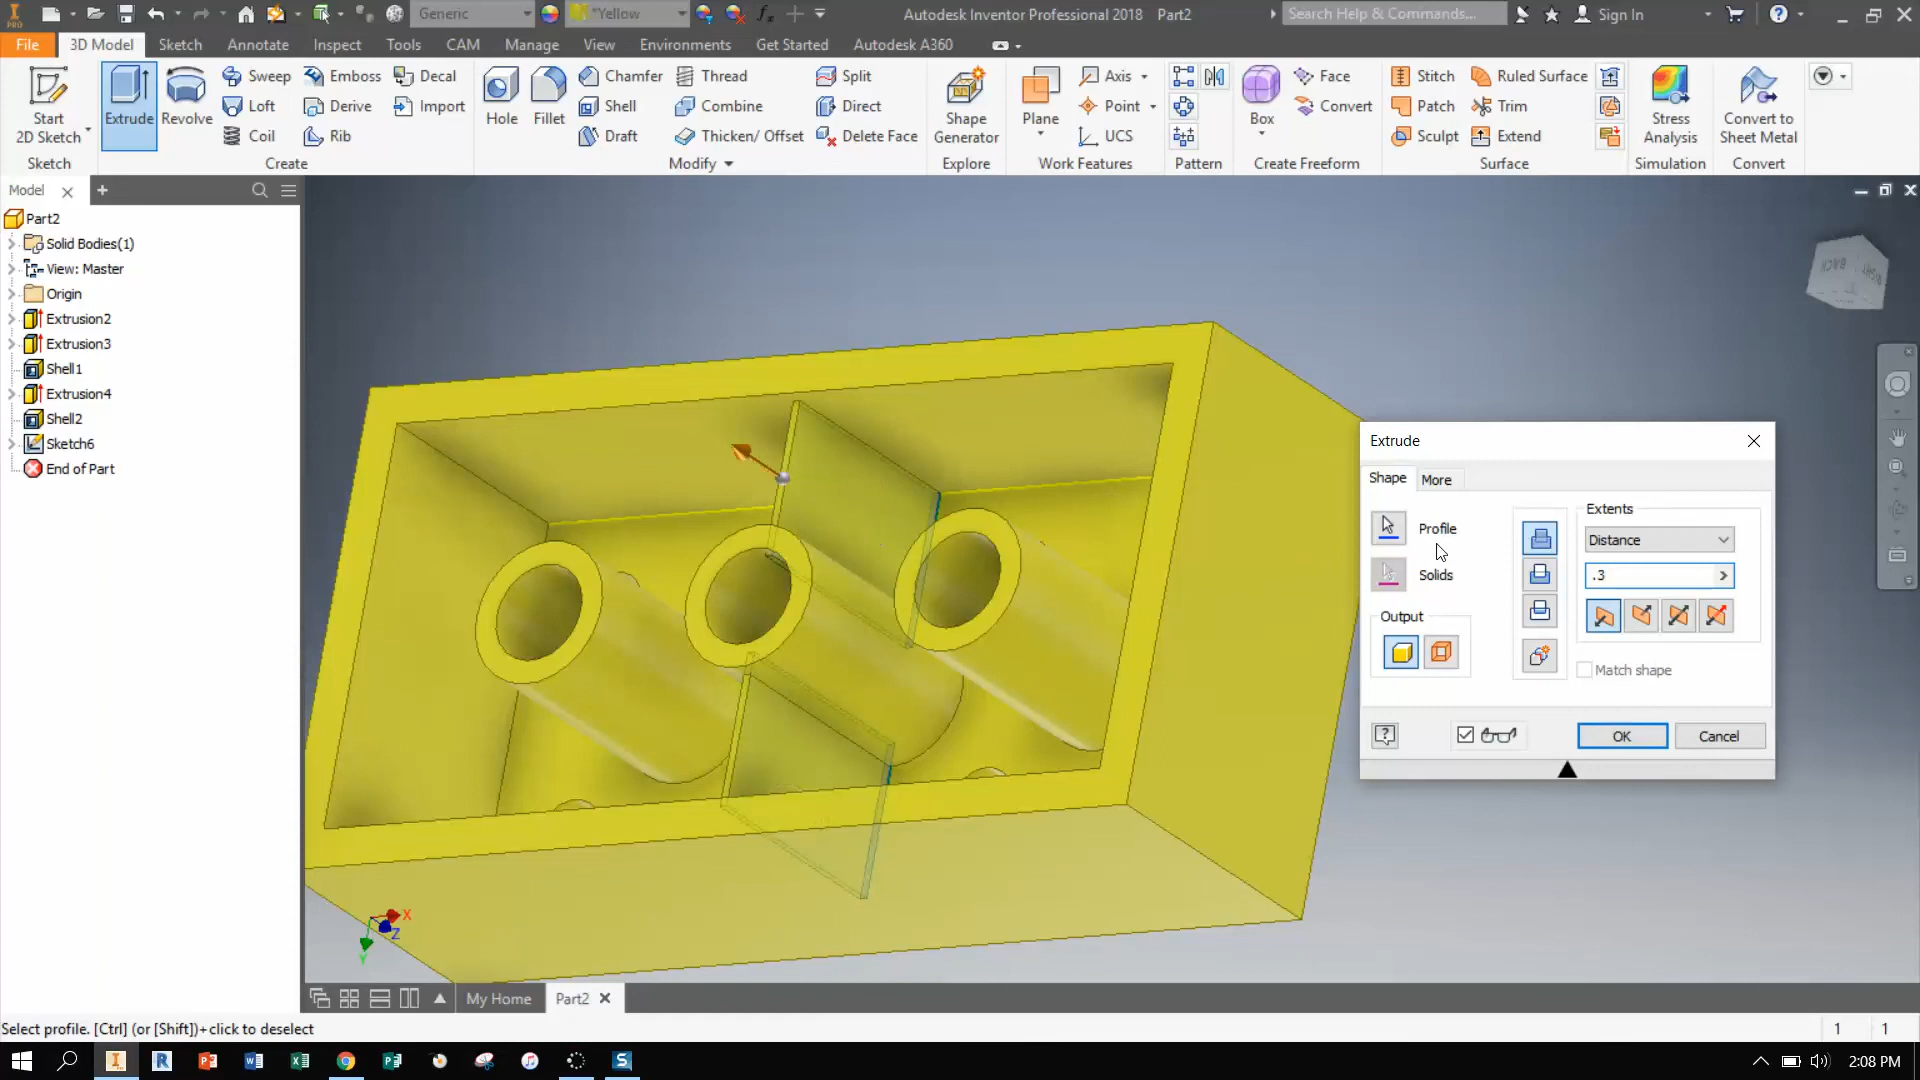 Generic
*Yellow
Autodesk Inventor Professional 2018 Part2
Search Help & Commands...
Sign In
PRO
File
3D Model
Sketch
Annotate
Inspect
Tools
CAM
Manage
View
Environments
Get Started
Autodesk A360
Start
2D Sketch
Extrude
Revolve
Sweep
Loft
Coil
Emboss
Derive
Rib
Decal
Import
Hole
Fillet
Chamfer
Shell
Draft
Thread
Combine
Thicken/ Offset
Split
Direct
Delete Face
Shape
Generator
Plane
Axis
Point
UCS
Box
Face
Convert
Stitch
Patch
Sculpt
Ruled Surface
Trim
Extend
Stress
Analysis
Convert to
Sheet Metal
Sketch
Create
Modify
Explore
Work Features
Pattern
Create Freeform
Surface
Simulation
Convert
Model
Part2
Solid Bodies(1)
View: Master
Origin
Extrusion2
Extrusion3
Shell1
Extrusion4
Shell2
Sketch6
End of Part
BACK
RIGHT
Extrude
Shape
More
Profile
Solids
Output
Extents
Distance
.3
Match shape
OK
Cancel
X
Z
Y
My Home
Part2
Select profile. [Ctrl] (or [Shift])+click to deselect
1
1
2:08 PM